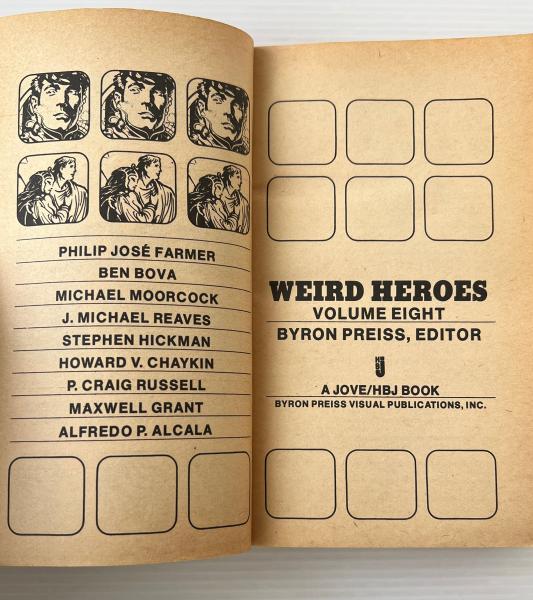 PHILIP JOSÉ FARMER
BEN BOVA
MICHAEL MOORCOCK
J. MICHAEL REAVES
STEPHEN HICKMAN
HOWARD V. CHAYKIN
P. CRAIG RUSSELL
MAXWELL GRANT
ALFREDO P. ALCALA
WEIRD HEROES
VOLUME EIGHT
BYRON PREISS, EDITOR
A JOVE/HBJ BOOK
BYRON PREISS VISUAL PUBLICATIONS, INC.